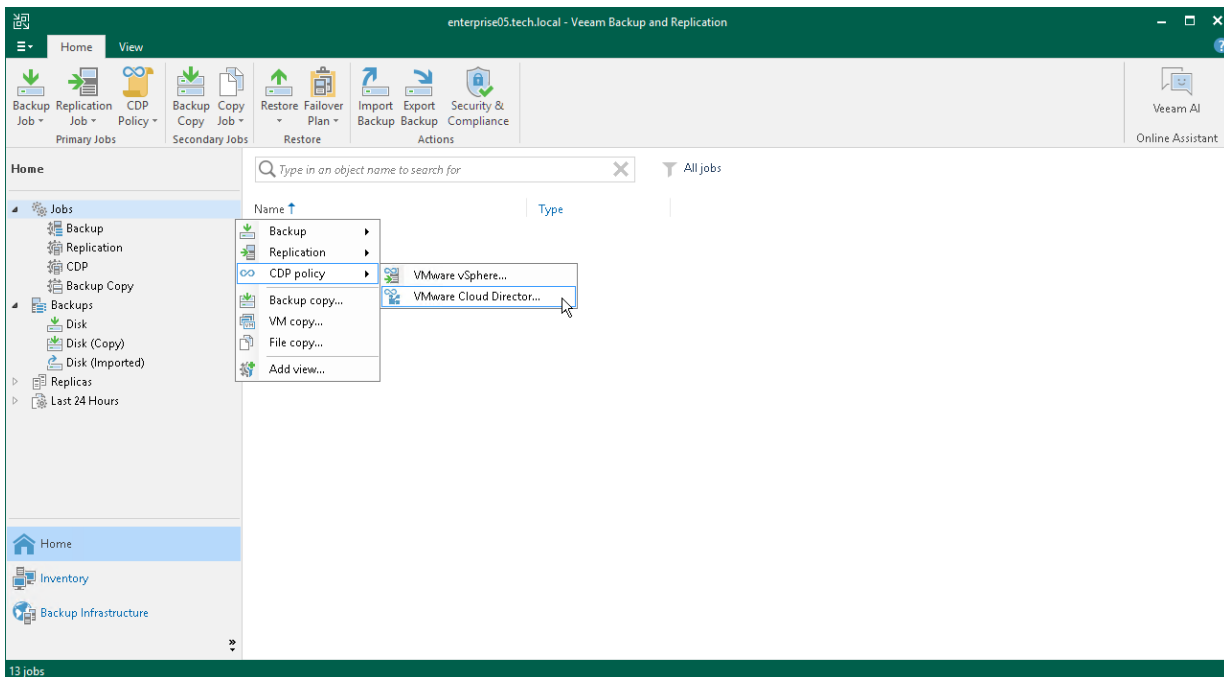 enterprise05.tech.local - Veeam Backup and Replication
Home View
Backup Job
Replication Job
CDP Policy
Primary Jobs
Backup Copy
Copy Job
Secondary Jobs
Restore
Failover Plan
Restore
Import Backup
Export Backup
Security & Compliance
Actions
Veeam AI
Online Assistant
Home
Type in an object name to search for
All jobs
Name Type
Jobs
Backup
Replication
CDP
Backup Copy
Backups
Disk
Disk (Copy)
Disk (Imported)
Replicas
Last 24 Hours
Backup
Replication
CDP policy
Backup copy...
VM copy...
File copy...
Add view...
VMware vSphere...
VMware Cloud Director...
Home
Inventory
Backup Infrastructure
13 jobs